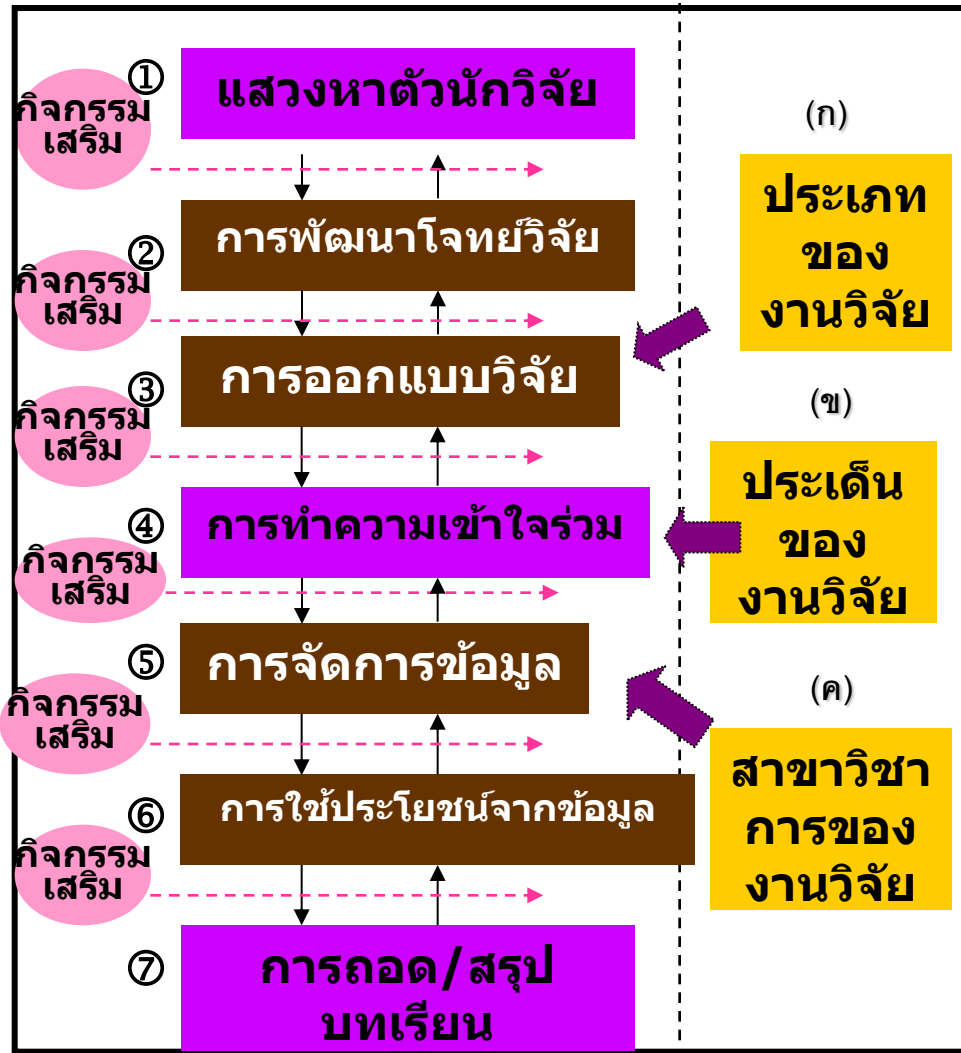 ①
แสวงหาตัวนักวิจัย
กิจกรรม
เสริม
②
การพัฒนาโจทย์วิจัย
กิจกรรม
เสริม
③
การออกแบบวิจัย
กิจกรรม
เสริม
④
การทำความเข้าใจร่วม
กิจกรรม
เสริม
⑤
การจัดการข้อมูล
กิจกรรม
เสริม
⑥
การใช้ประโยชน์จากข้อมูล
กิจกรรม
เสริม
⑦
การถอด/สรุป
บทเรียน
(ก)
ประเภท
ของ
งานวิจัย
(ข)
ประเด็น
ของ
งานวิจัย
(ค)
สาขาวิชา
การของ
งานวิจัย